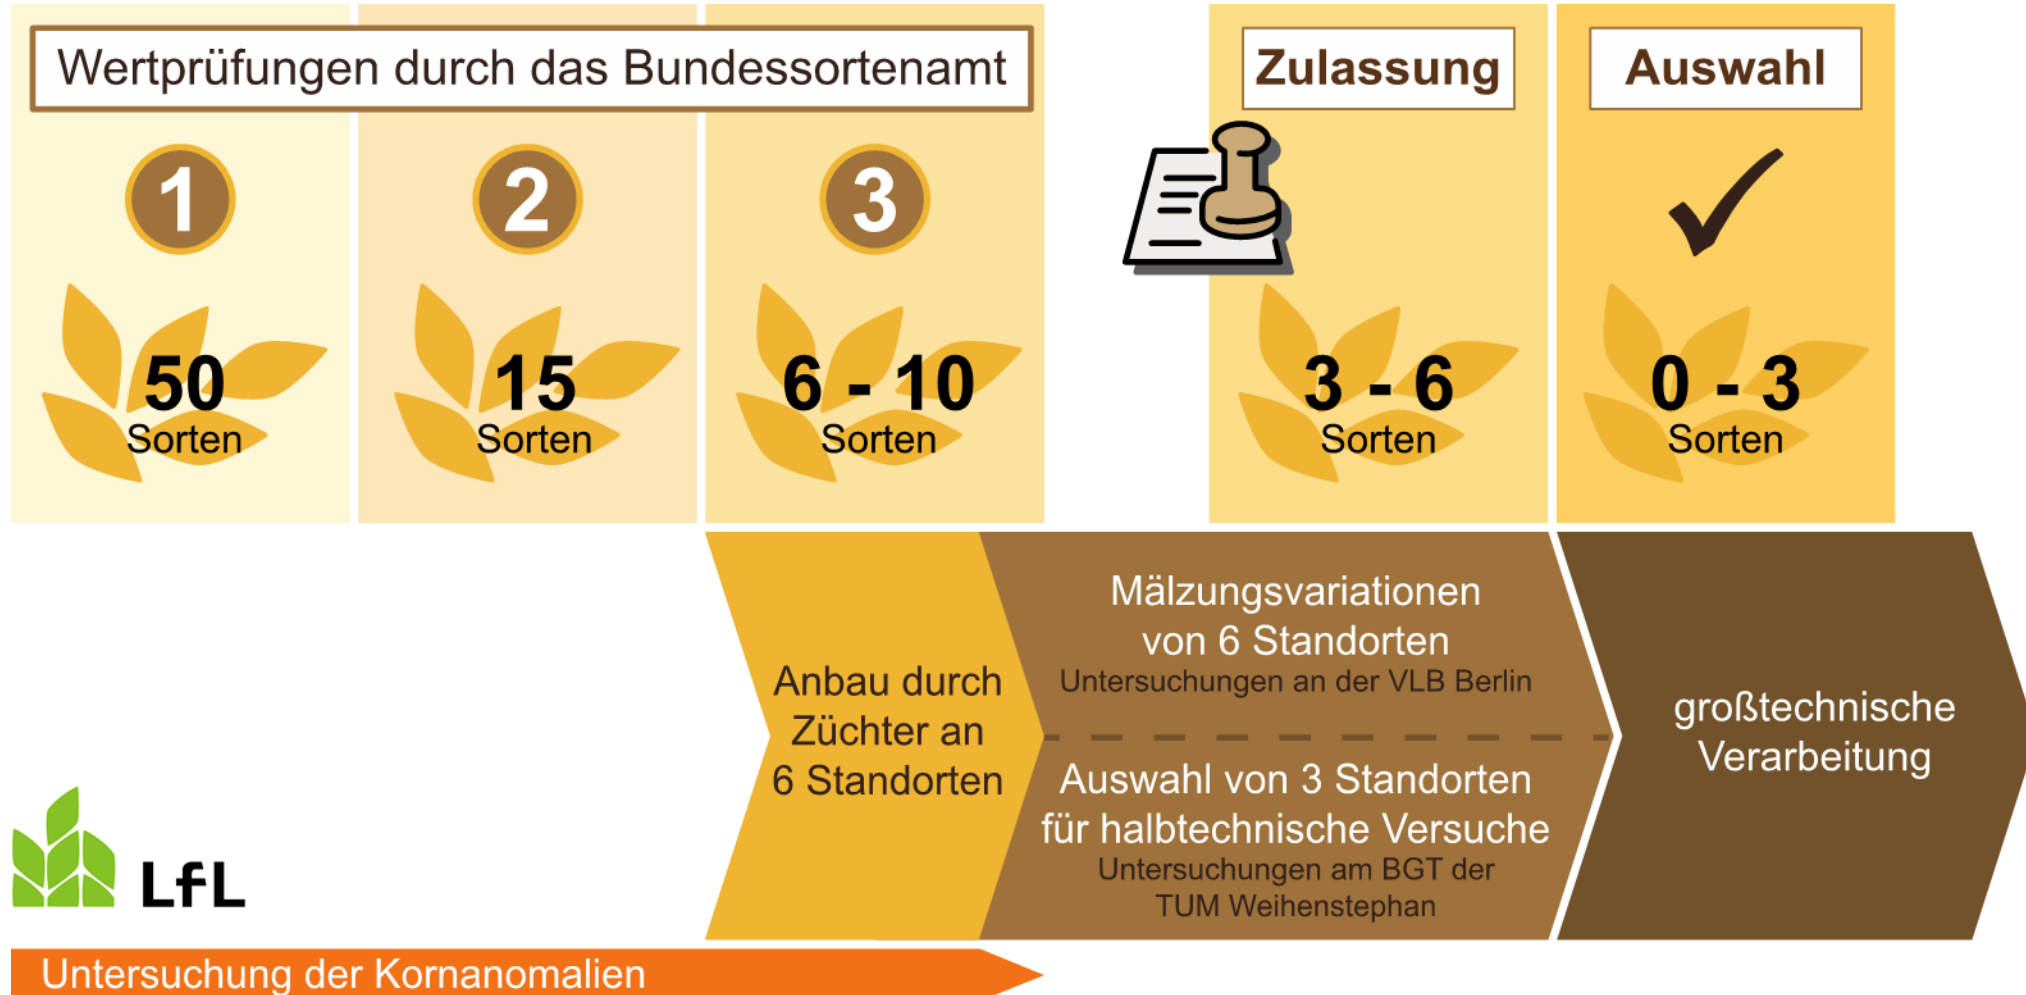 Wertprüfungen durch das Bundessortenamt
Zulassung
Auswahl
1
2
3
50
Sorten
15
Sorten
6 - 10
Sorten
3 - 6
Sorten
0 - 3
Sorten
Anbau durch
Züchter an
6 Standorten
Mälzungsvariationen
von 6 Standorten
Untersuchungen an der VLB Berlin
Auswahl von 3 Standorten
für halbtechnische Versuche
Untersuchungen am BGT der
TUM Weihenstephan
großtechnische
Verarbeitung
LfL
Untersuchung der Kornanomalien